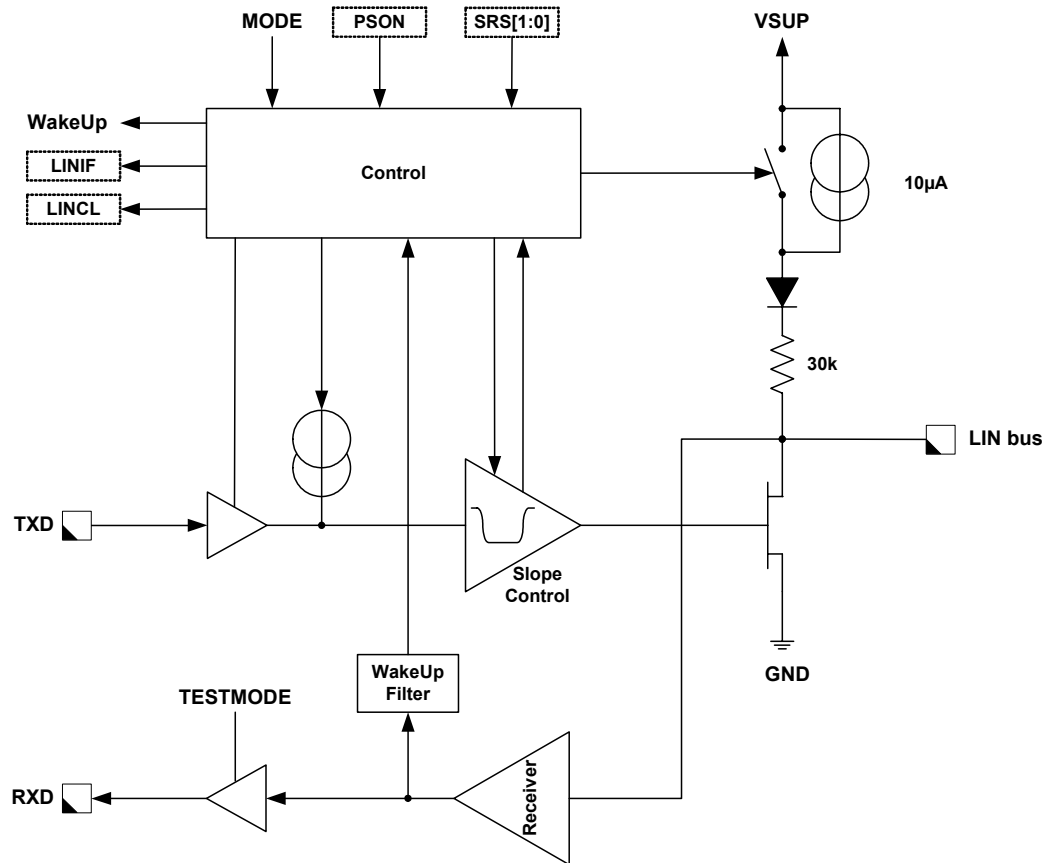 MODE
PSON
SRS[1:0]
VSUP
WakeUp
LINIF
LINCL
Control
10µA
30k
LIN bus
TXD
Slope
Control
GND
WakeUp
Filter
TESTMODE
RXD
Receiver